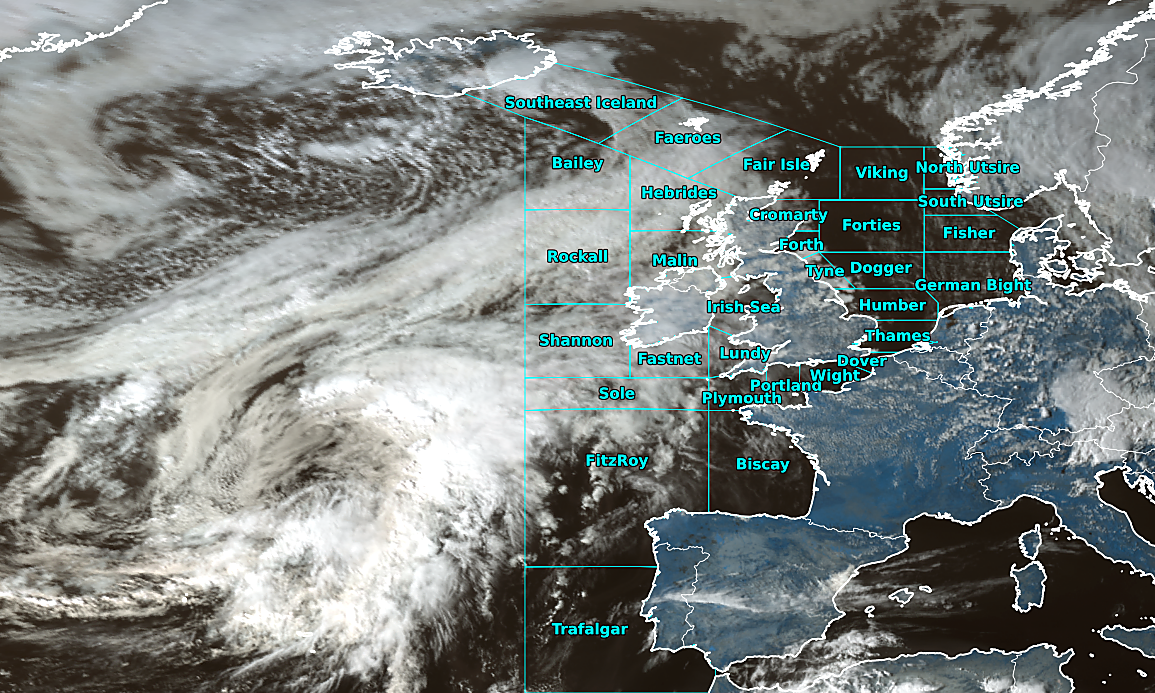 Southeast Iceland
Faeroes
Bailey
Fair Isle
Viking
North Utsire
Hebrides
South Utsire
Cromarty
Forties
Fisher
Forth
Rockall
Malin
Tyne
Dogger
German Bight
Irish Sea
Humber
Shannon
Thames
Fastnet
Lundy
Dover
Wight
Portland
Sole
Plymouth
FitzRoy
Biscay
Trafalgar